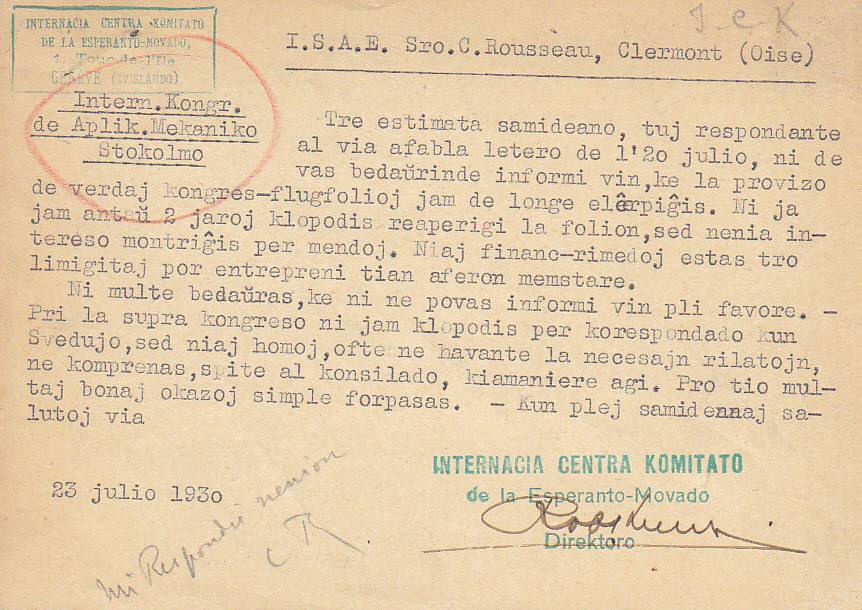 I C K
INTERNACIA CENTRA KOMITATO
DE LA ESPERANTO-MOVADO,
1, Tour de l'Ile
GENÈVE (SVISLANDO)
I.S.A.E. Sro.C.Rousseau, Clermont (Oise)
Intern.Kongr.
de Aplik.Mekaniko
Stokolmo
Tre estimata samideano, tuj respondante
al via afabla letero de l'20 julio, ni de
vas bedaŭrinde informi vin,ke la provizo
de verdaj kongres-flugfolioj jam de longe elĉerpiĝis. Ni ja
jam antaŭ 2 jaroj klopodis reaperigi la folion,sed nenia in-
tereso montriĝis per mendoj. Niaj financ-rimedoj estas tro
limigitaj por entrepreni tian aferon memstare.
Ni multe bedaŭras,ke ni ne povas informi vin pli favore. -
Pri la supra kongreso ni jam klopodis per korespondado kun
Svedujo,sed niaj homoj,ofte ne havante la necesajn rilatojn,
ne komprenas,spite al konsilado, kiamaniere agi. Pro tio mul-
taj bonaj okazoj simple forpasas. - Kun plej samidennaj sa-
lutoj via
INTERNACIA CENTRA KOMITATO
de la Esperanto-Movado
Direktoro
23 julio 1930
mi Respondis nenion
CR